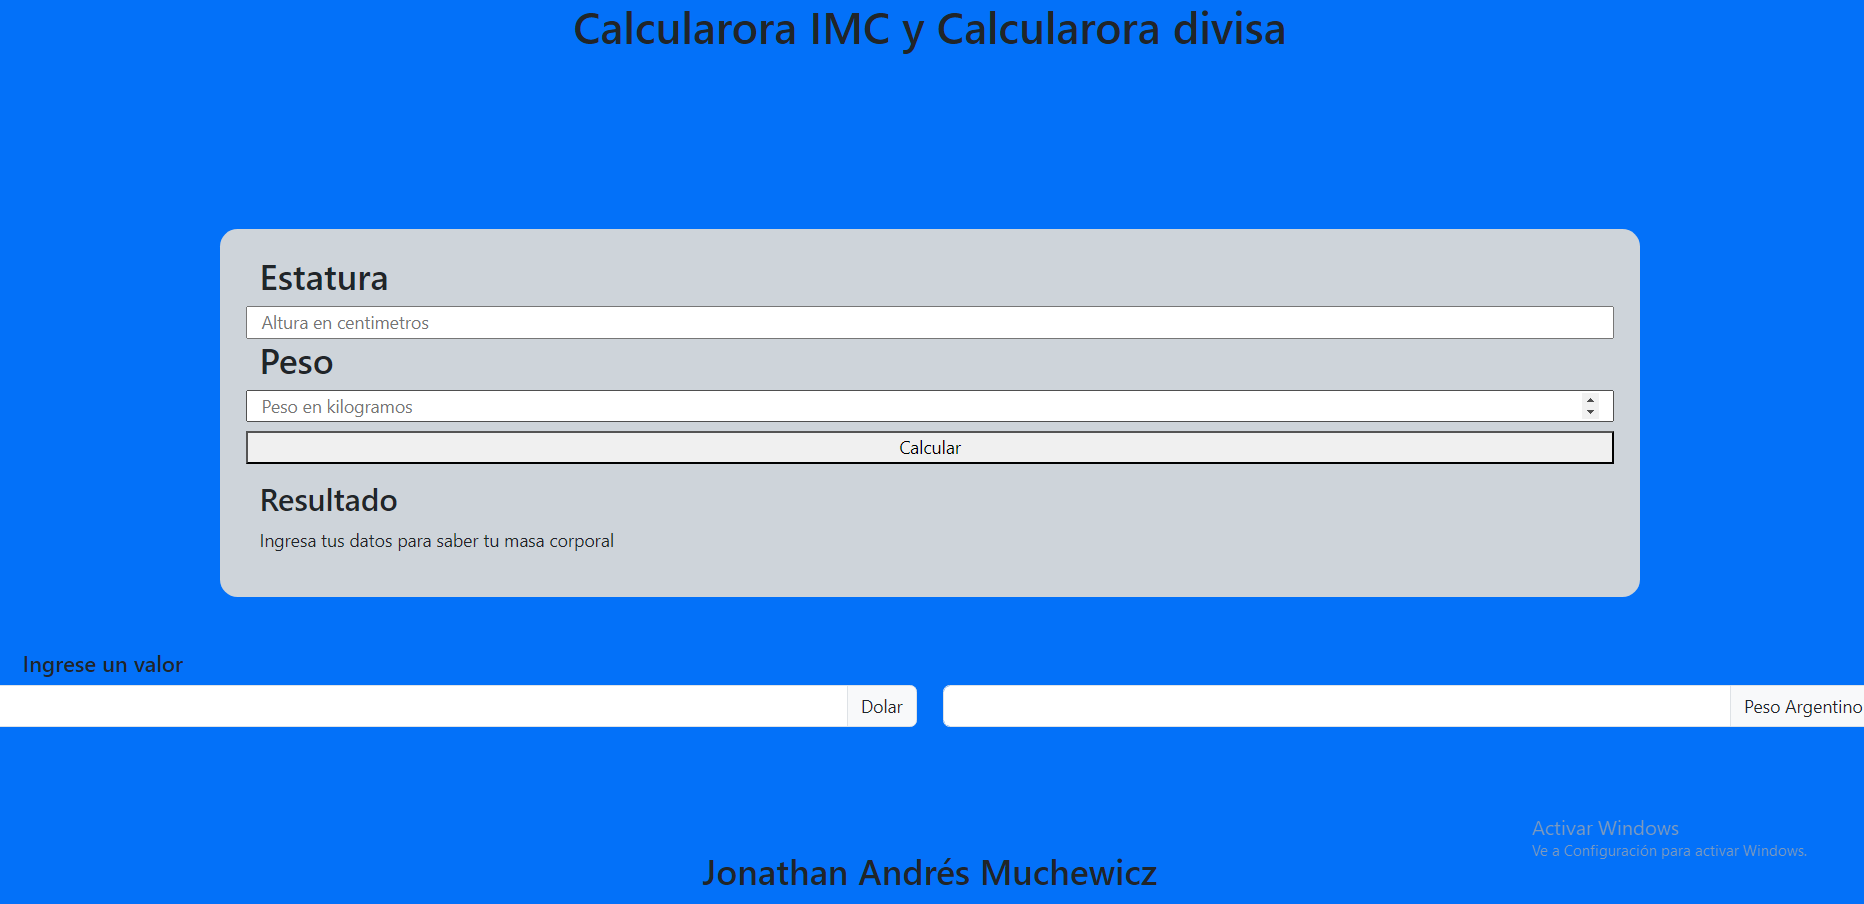 Calcularora IMC y Calcularora divisa
Estatura
Altura en centimetros
Peso
Peso en kilogramos
Calcular
Resultado
Ingresa tus datos para saber tu masa corporal
Ingrese un valor
Dolar
Peso Argentino
Activar Windows
Ve a Configuración para activar Windows.
Jonathan Andrés Muchewicz